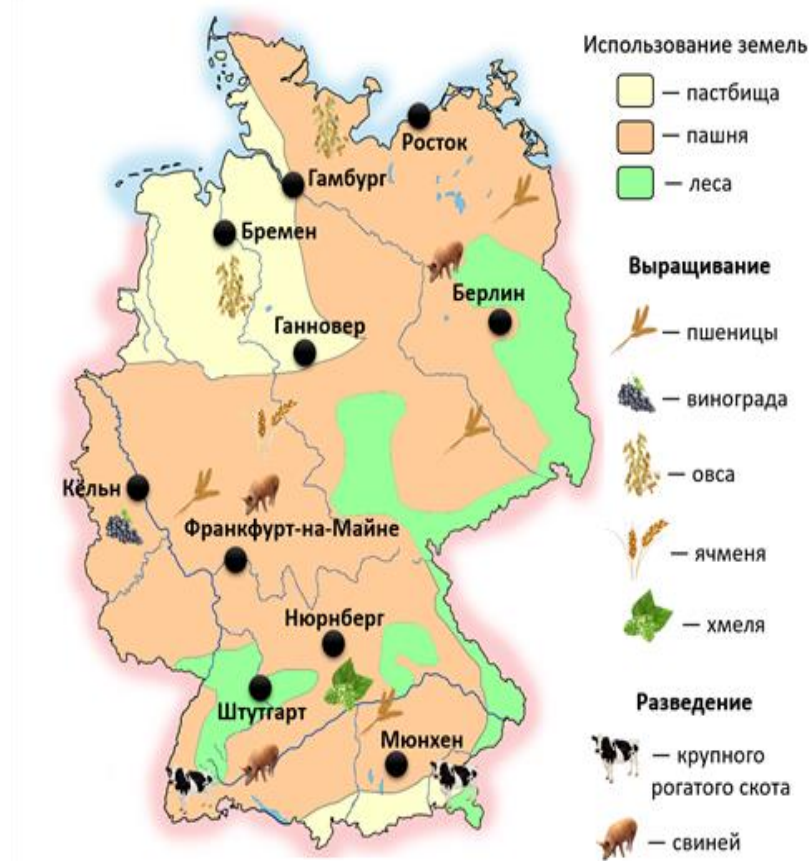 Использование земель
— пастбища
— пашня
— леса
Росток
Гамбург
Бремен
Берлин
Ганновер
Кёльн
Франкфурт-на-Майне
Нюрнберг
Штутгарт
Мюнхен
Выращивание
— пшеницы
— винограда
— овса
— ячменя
— хмеля
Разведение
— крупного
рогатого скота
— свиней